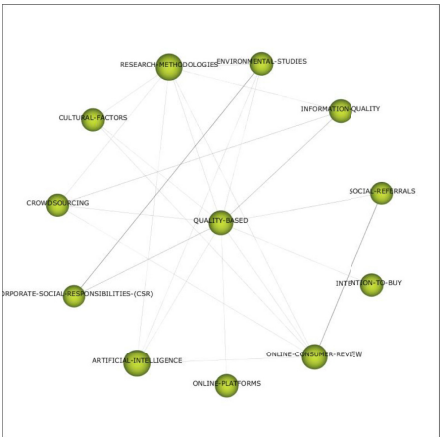 RESEARCH-METHODOLOGIES
ENVIRONMENTAL-STUDIES
INFORMATION-QUALITY
CULTURAL-FACTORS
SOCIAL-REFERRALS
CROWDSOURCING
QUALITY-BASED
INTENTION-TO-BUY
ORPORATE-SOCIAL-RESPONSIBILITIES-(CSR)
ONLINE-CONSUMER-REVIEW
ARTIFICIAL-INTELLIGENCE
ONLINE-PLATFORMS